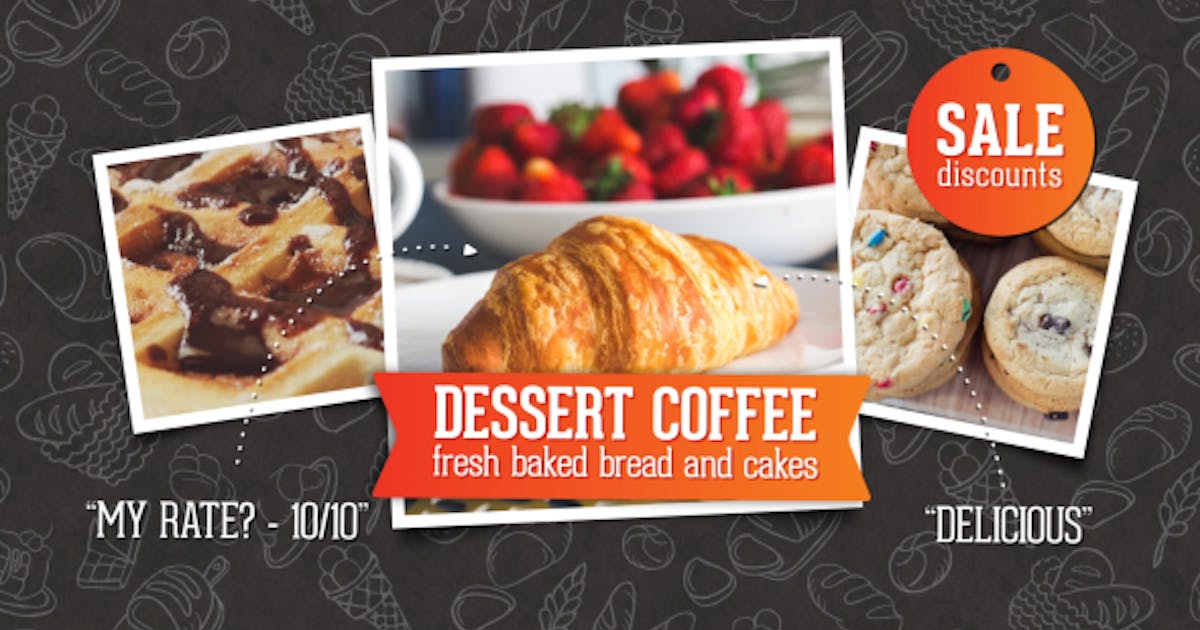 SALE
discounts
DESSERT COFFEE
fresh baked bread and cakes
“MY RATE? - 10/10”
“DELICIOUS”